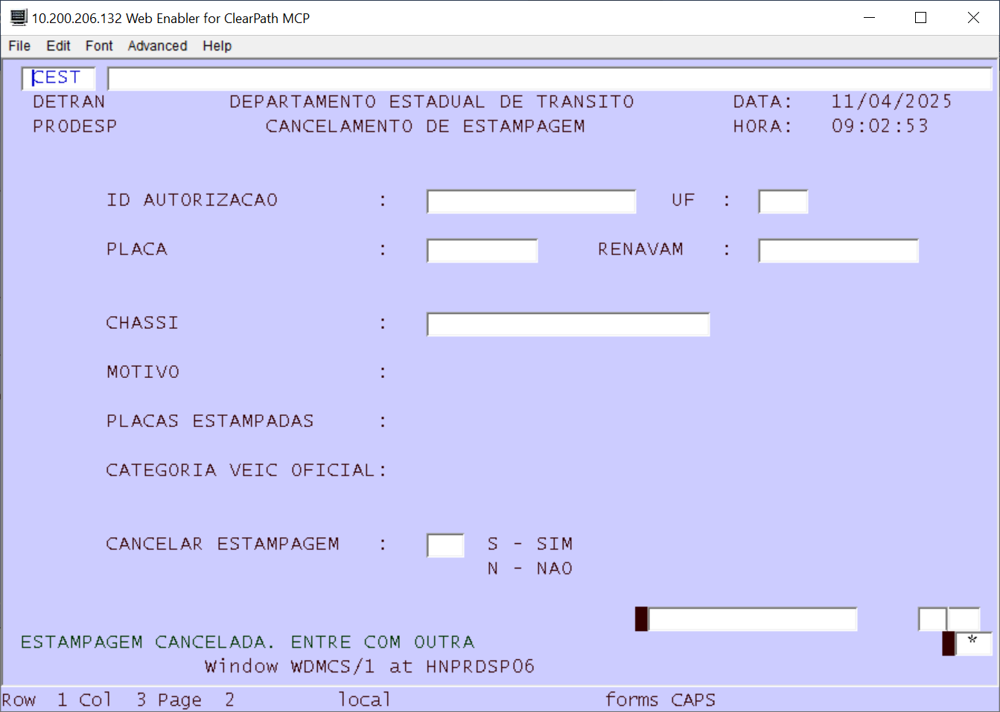 10.200.206.132 Web Enabler for ClearPath MCP
File Edit Font Advanced Help
CEST
DETRAN DEPARTAMENTO ESTADUAL DE TRANSITO DATA: 11/04/2025
PRODESP CANCELAMENTO DE ESTAMPAGEM HORA: 09:02:53
ID AUTORIZACAO : UF :
PLACA : RENAVAM :
CHASSI :
MOTIVO :
PLACAS ESTAMPADAS :
CATEGORIA VEIC OFICIAL:
CANCELAR ESTAMPAGEM : S - SIM
N - NAO
ESTAMPAGEM CANCELADA. ENTRE COM OUTRA *
Window WDMCS/1 at HNPRDSP06
Row 1 Col 3 Page 2 local forms CAPS